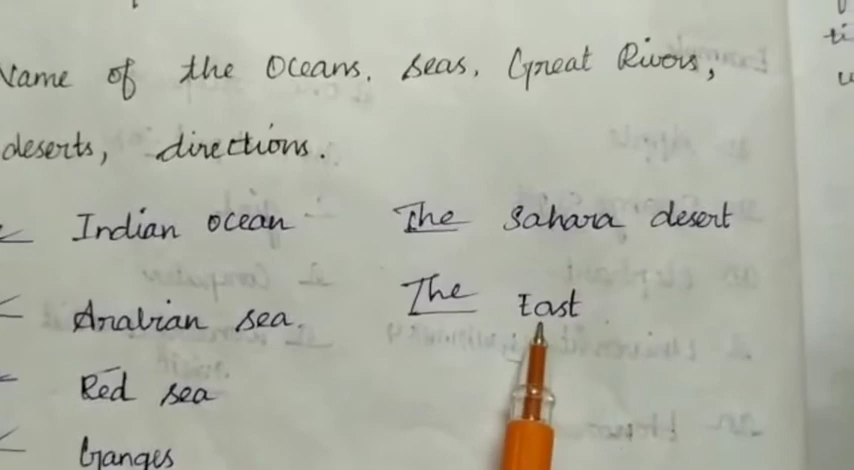 Name of the Oceans, seas, Great Rivers,
deserts, directions.
Indian ocean The Sahara desert
Arabian sea. The East
Red sea
Ganges